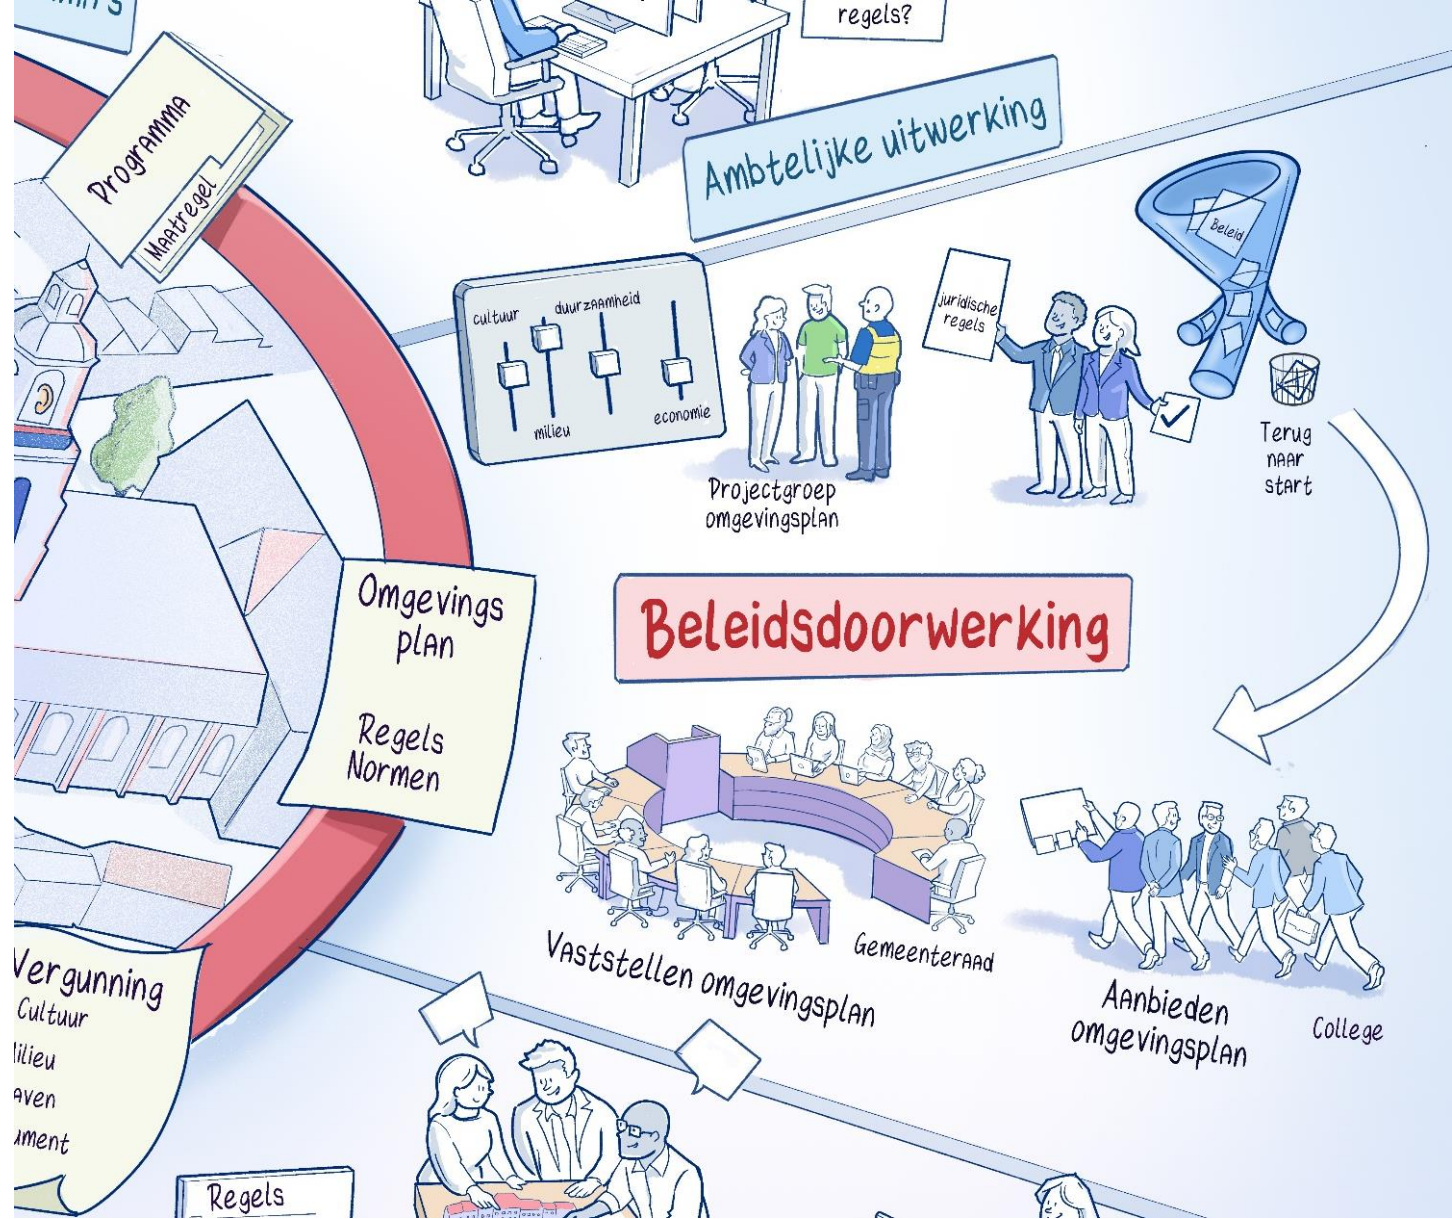 regels?
Programma
Maatregel
Ambtelijke uitwerking
Beleid
cultuur
duurzaamheid
milieu
economie
juridische
regels
Terug
naar
start
Projectgroep
omgevingsplan
Omgevings
plan
Regels
Normen
Beleidsdoorwerking
Vaststellen omgevingsplan
Gemeenteraad
Aanbieden
omgevingsplan
College
Vergunning
Cultuur
Regels